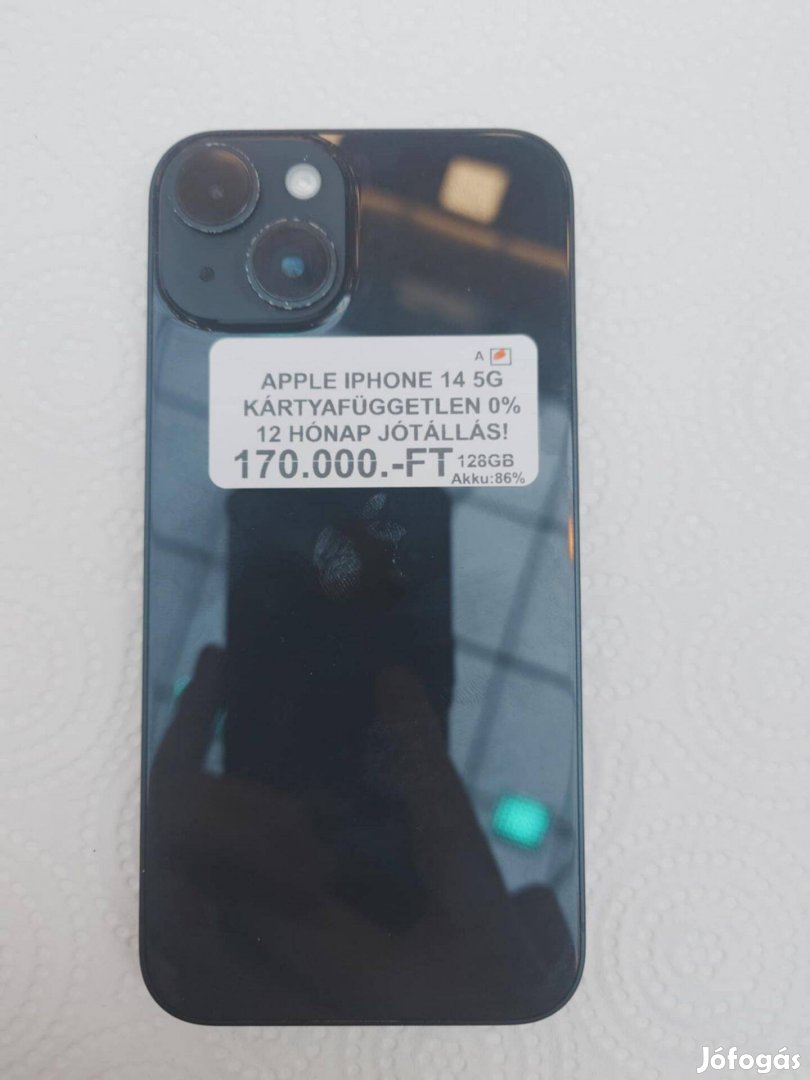 A
APPLE IPHONE 14 5G
KÁRTYAFÜGGETLEN 0%
12 HÓNAP JÓTÁLLÁS!
170.000.-FT 128GB
Akku:86%
Jófogás